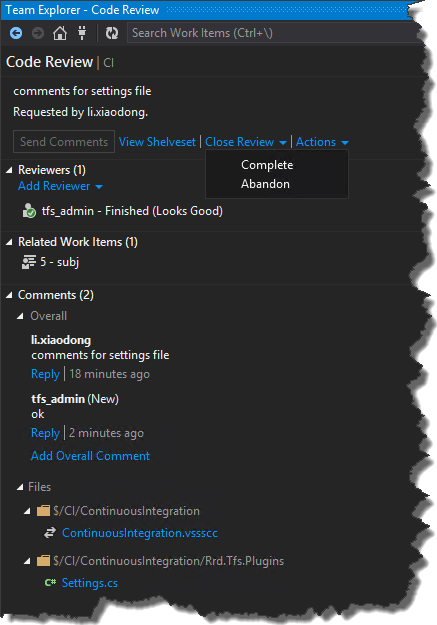 Team Explorer - Code Review
Search Work Items (Ctrl+\)
Code Review | CI
comments for settings file
Requested by li.xiaodong.
Send Comments View Shelveset | Close Review | Actions
Complete
Abandon
Reviewers (1)
Add Reviewer
tfs_admin - Finished (Looks Good)
Related Work Items (1)
5 - subj
Comments (2)
Overall
li.xiaodong
comments for settings file
Reply | 18 minutes ago
tfs_admin (New)
ok
Reply | 2 minutes ago
Add Overall Comment
Files
$/CI/ContinuousIntegration
ContinuousIntegration.vssscc
$/CI/ContinuousIntegration/Rrd.Tfs.Plugins
C# Settings.cs